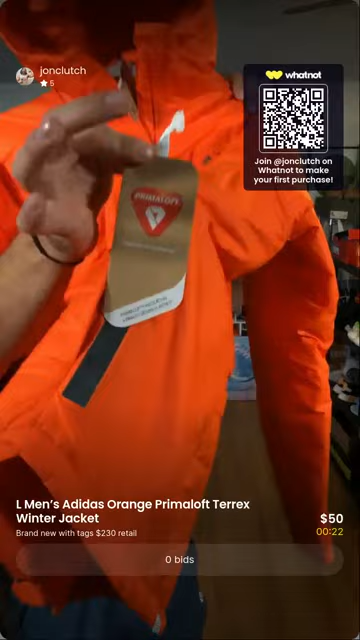 jonclutch
★ 5
whatnot
Join @jonclutch on
Whatnot to make
your first purchase!
PRIMALOFT
L Men's Adidas Orange Primaloft Terrex
Winter Jacket
$50
Brand new with tags $230 retail
00:22
0 bids